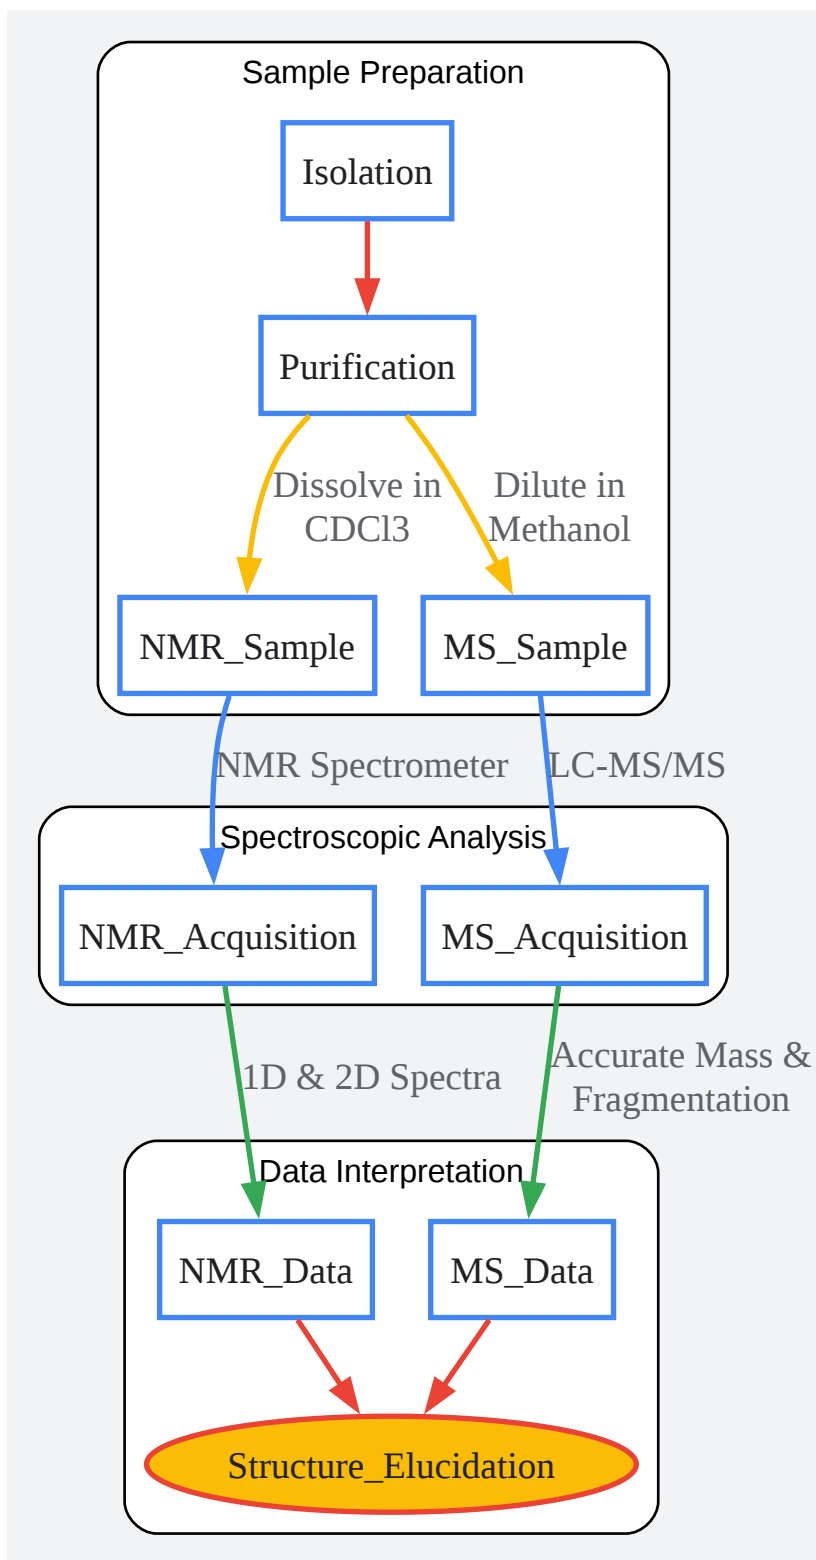 Sample Preparation
Isolation
Purification
Dissolve in
CDCl3
Dilute in
Methanol
NMR_Sample
MS_Sample
NMR Spectrometer
LC-MS/MS
Spectroscopic Analysis
NMR_Acquisition
MS_Acquisition
1D & 2D Spectra
Accurate Mass &
Fragmentation
Data Interpretation
NMR_Data
MS_Data
Structure_Elucidation